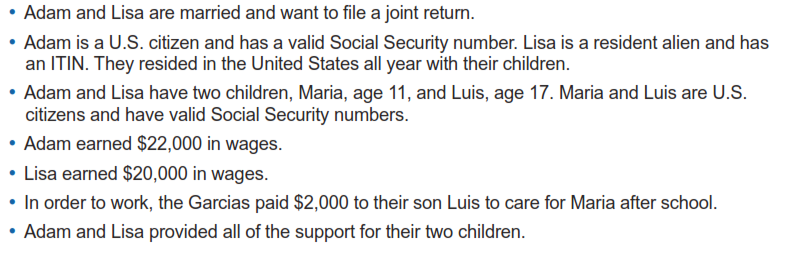 • Adam and Lisa are married and want to file a joint return.
• Adam is a U.S. citizen and has a valid Social Security number. Lisa is a resident alien and has
an ITIN. They resided in the United States all year with their children.
• Adam and Lisa have two children, Maria, age 11, and Luis, age 17. Maria and Luis are U.S.
citizens and have valid Social Security numbers.
• Adam earned $22,000 in wages.
• Lisa earned $20,000 in wages.
• In order to work, the Garcias paid $2,000 to their son Luis to care for Maria after school.
• Adam and Lisa provided all of the support for their two children.